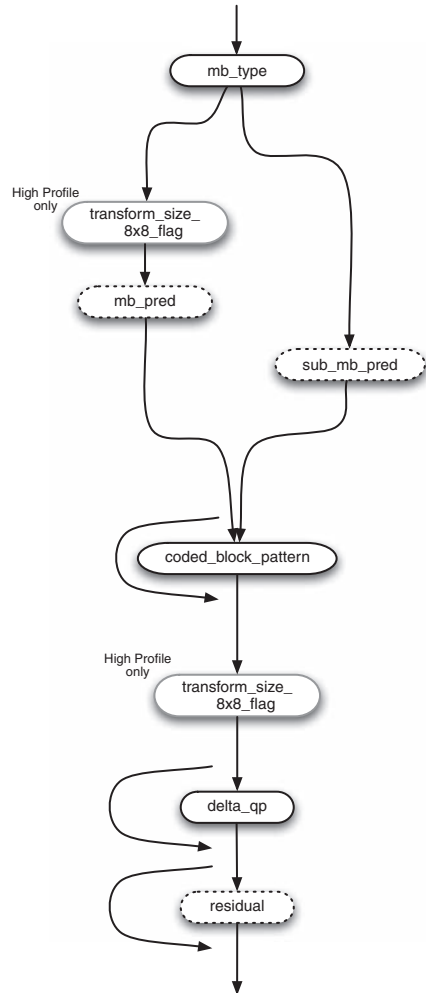 mb_type
High Profile
only
transform_size_
8x8_flag
mb_pred
sub_mb_pred
coded_block_pattern
High Profile
only
transform_size_
8x8_flag
delta_qp
residual